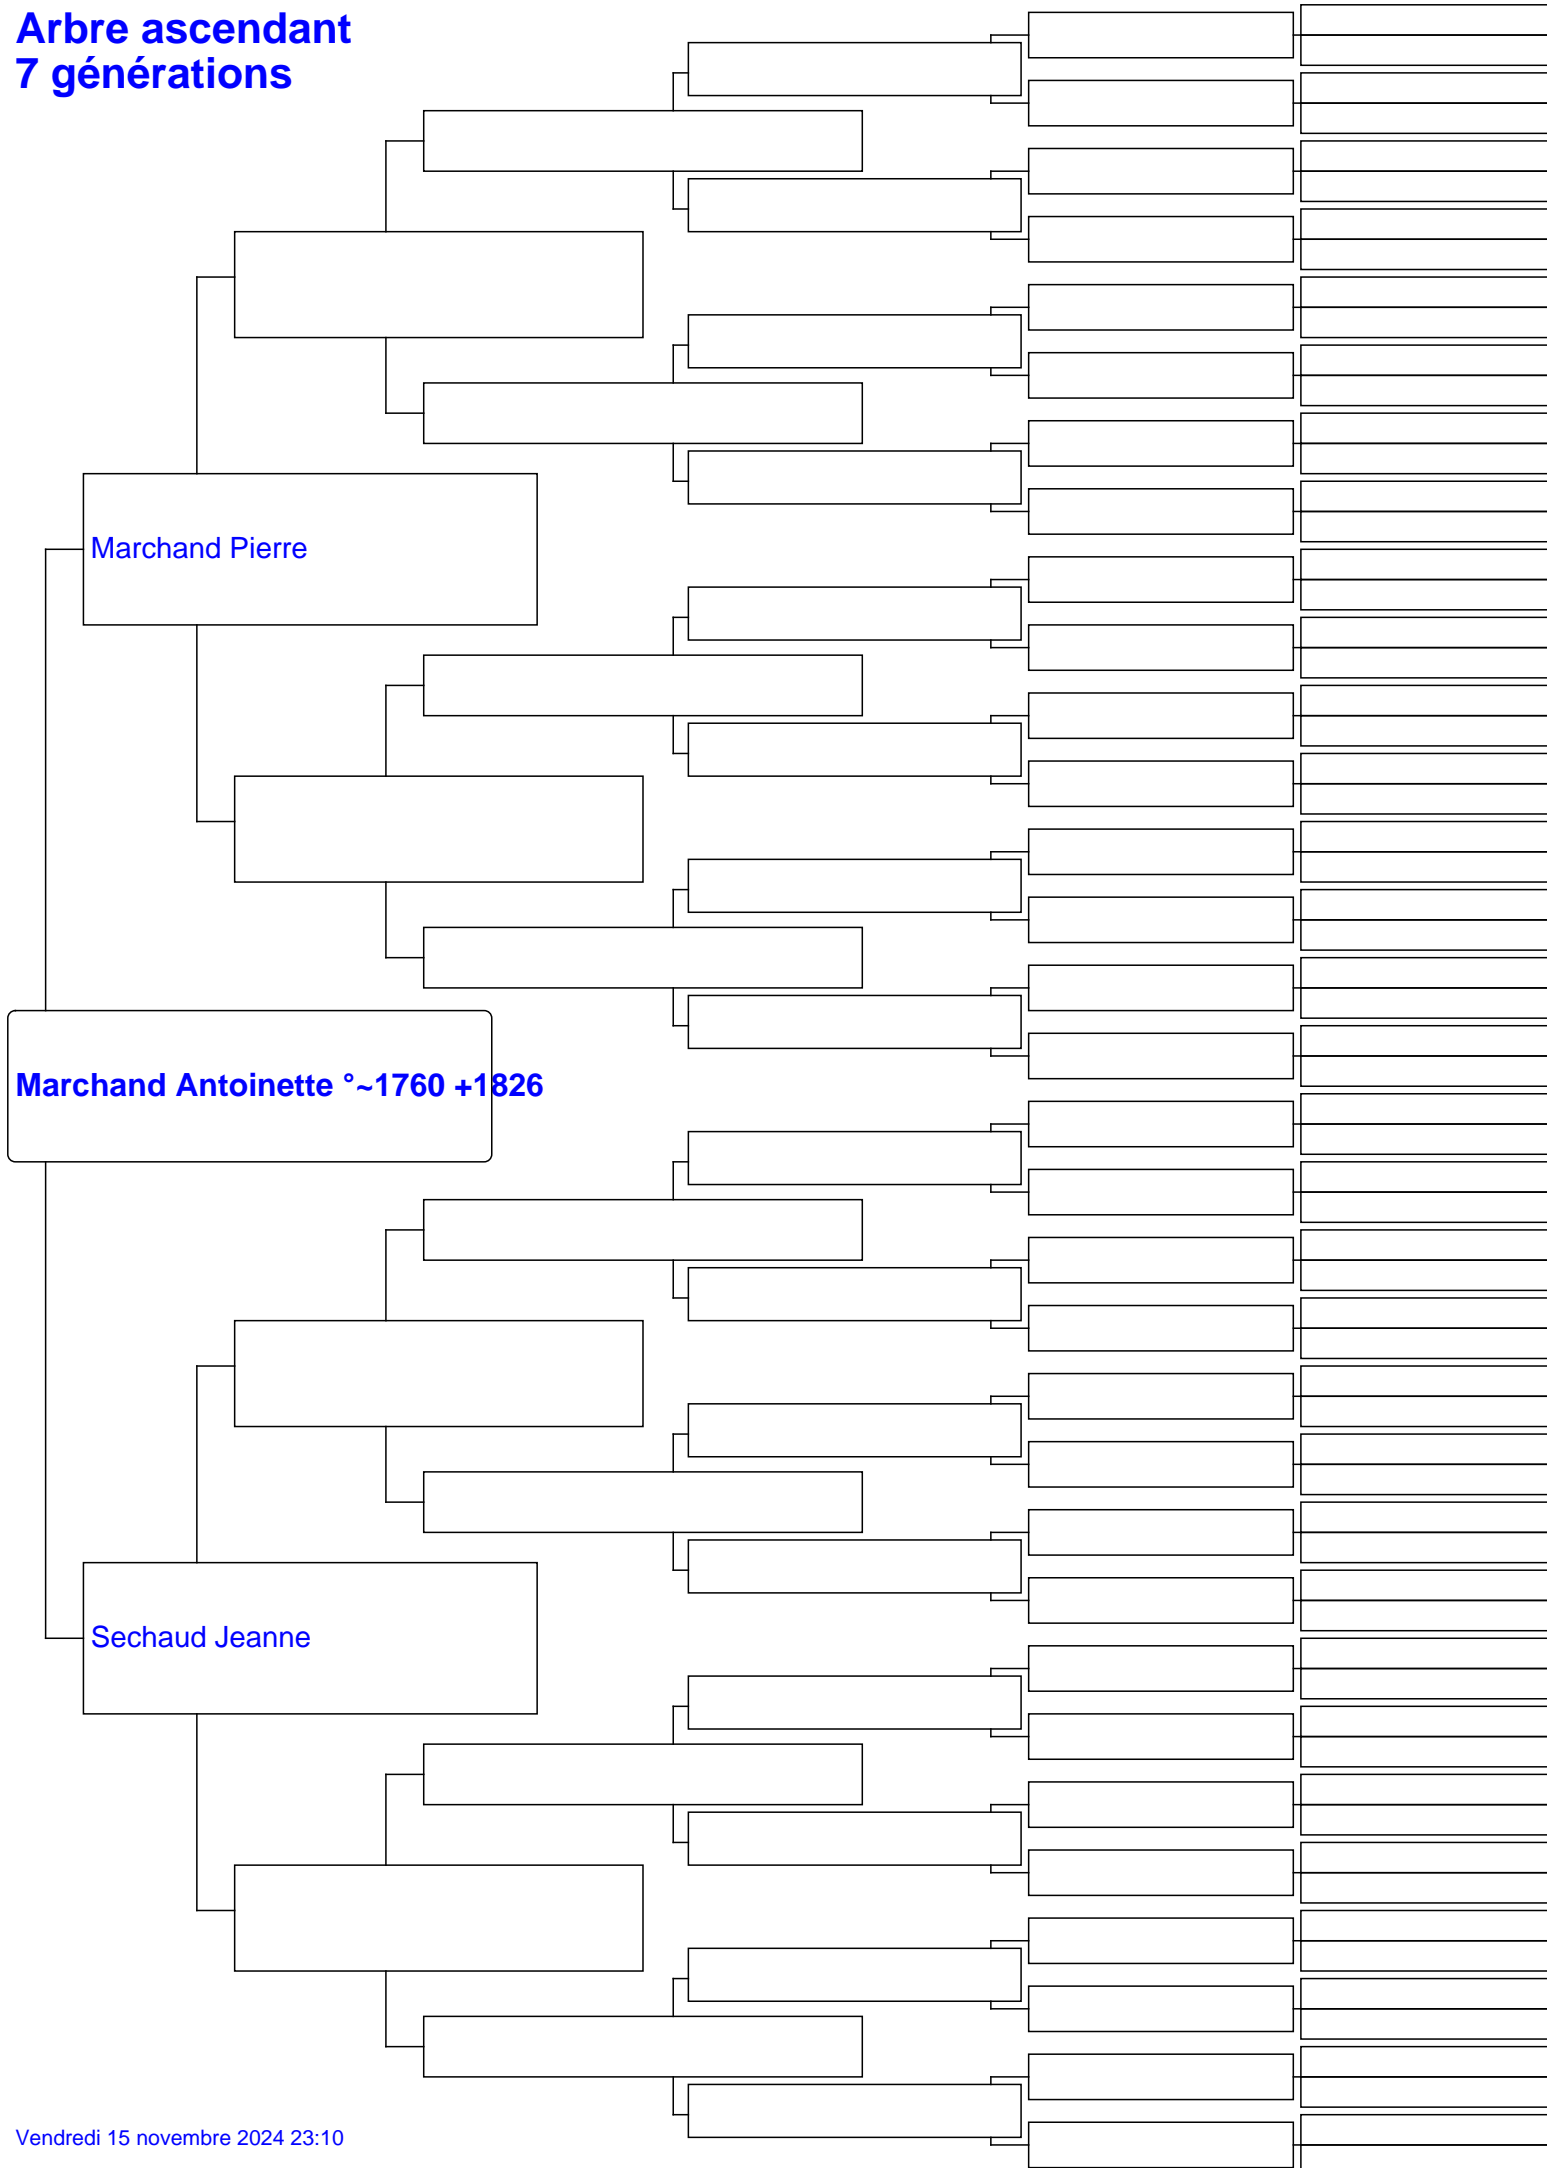 Arbre ascendant
7 générations
Marchand Pierre
Marchand Antoinette °~1760 +1826
Sechaud Jeanne
Vendredi 15 novembre 2024 23:10